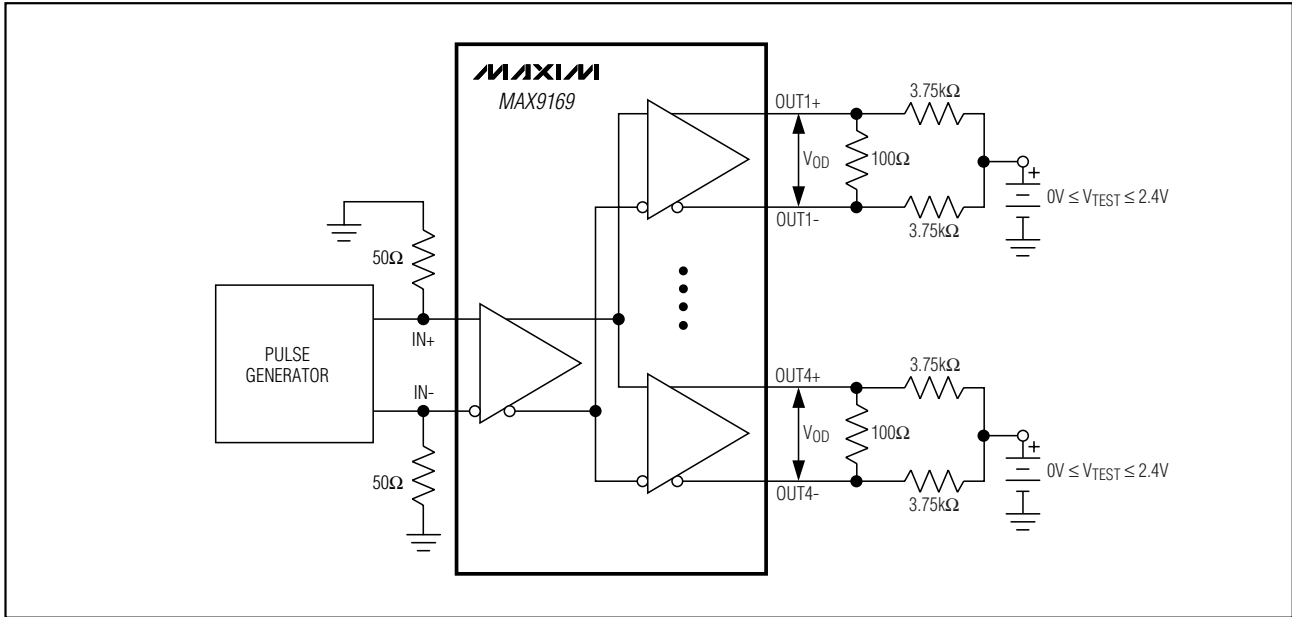 MAXIM
MAX9169
OUT1+
3.75kΩ
VOD
100Ω
0V ≤ VTEST ≤ 2.4V
OUT1-
3.75kΩ
50Ω
PULSE
GENERATOR
IN+
IN-
50Ω
OUT4+
3.75kΩ
VOD
100Ω
0V ≤ VTEST ≤ 2.4V
OUT4-
3.75kΩ